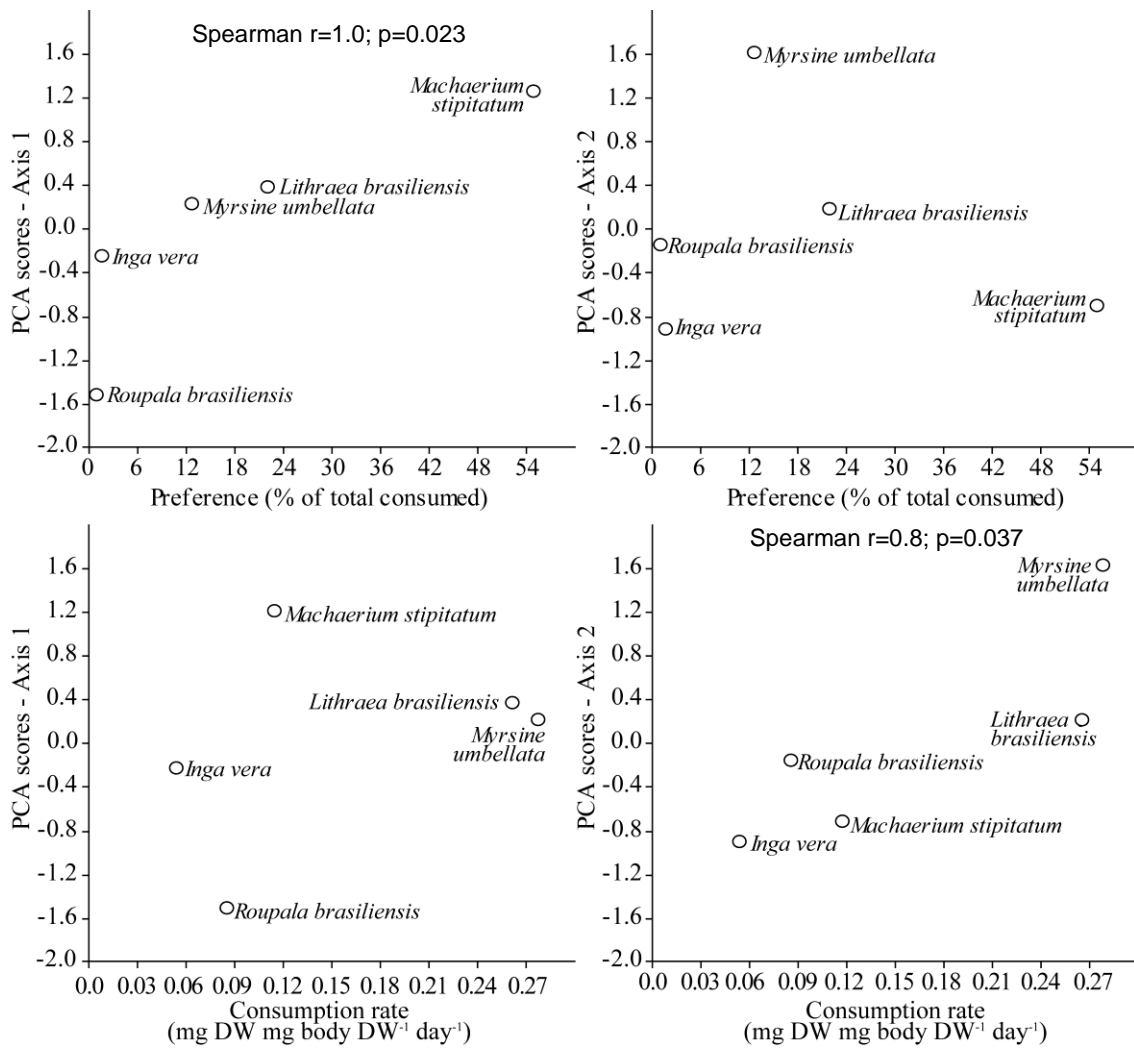 Spearman r=1.0; p=0.023
PCA scores - Axis 1
1.6
1.2
0.8
0.4
0.0
-0.4
-0.8
-1.2
-1.6
-2.0
Machaerium
stipitatum
Lithraea brasiliensis
Myrsine umbellata
Inga vera
Roupala brasiliensis
0 6 12 18 24 30 36 42 48 54
Preference (% of total consumed)
PCA scores - Axis 2
1.6
1.2
0.8
0.4
0.0
-0.4
-0.8
-1.2
-1.6
-2.0
Myrsine umbellata
Lithraea brasiliensis
Roupala brasiliensis
Machaerium
stipitatum
Inga vera
0 6 12 18 24 30 36 42 48 54
Preference (% of total consumed)
PCA scores - Axis 1
1.6
1.2
0.8
0.4
0.0
-0.4
-0.8
-1.2
-1.6
-2.0
Machaerium stipitatum
Lithraea brasiliensis
Myrsine
umbellata
Inga vera
Roupala brasiliensis
0.0 0.06 0.09 0.12 0.15 0.18 0.21 0.24 0.27
Consumption rate
(mg DW mg body DW⁻¹ day⁻¹)
Spearman r=0.8; p=0.037
PCA scores - Axis 2
1.6
1.2
0.8
0.4
0.0
-0.4
-0.8
-1.2
-1.6
-2.0
Myrsine
umbellata
Lithraea
brasiliensis
Roupala brasiliensis
Machaerium stipitatum
Inga vera
0.0 0.03 0.06 0.09 0.12 0.15 0.18 0.21 0.24 0.27
Consumption rate
(mg DW mg body DW⁻¹ day⁻¹)